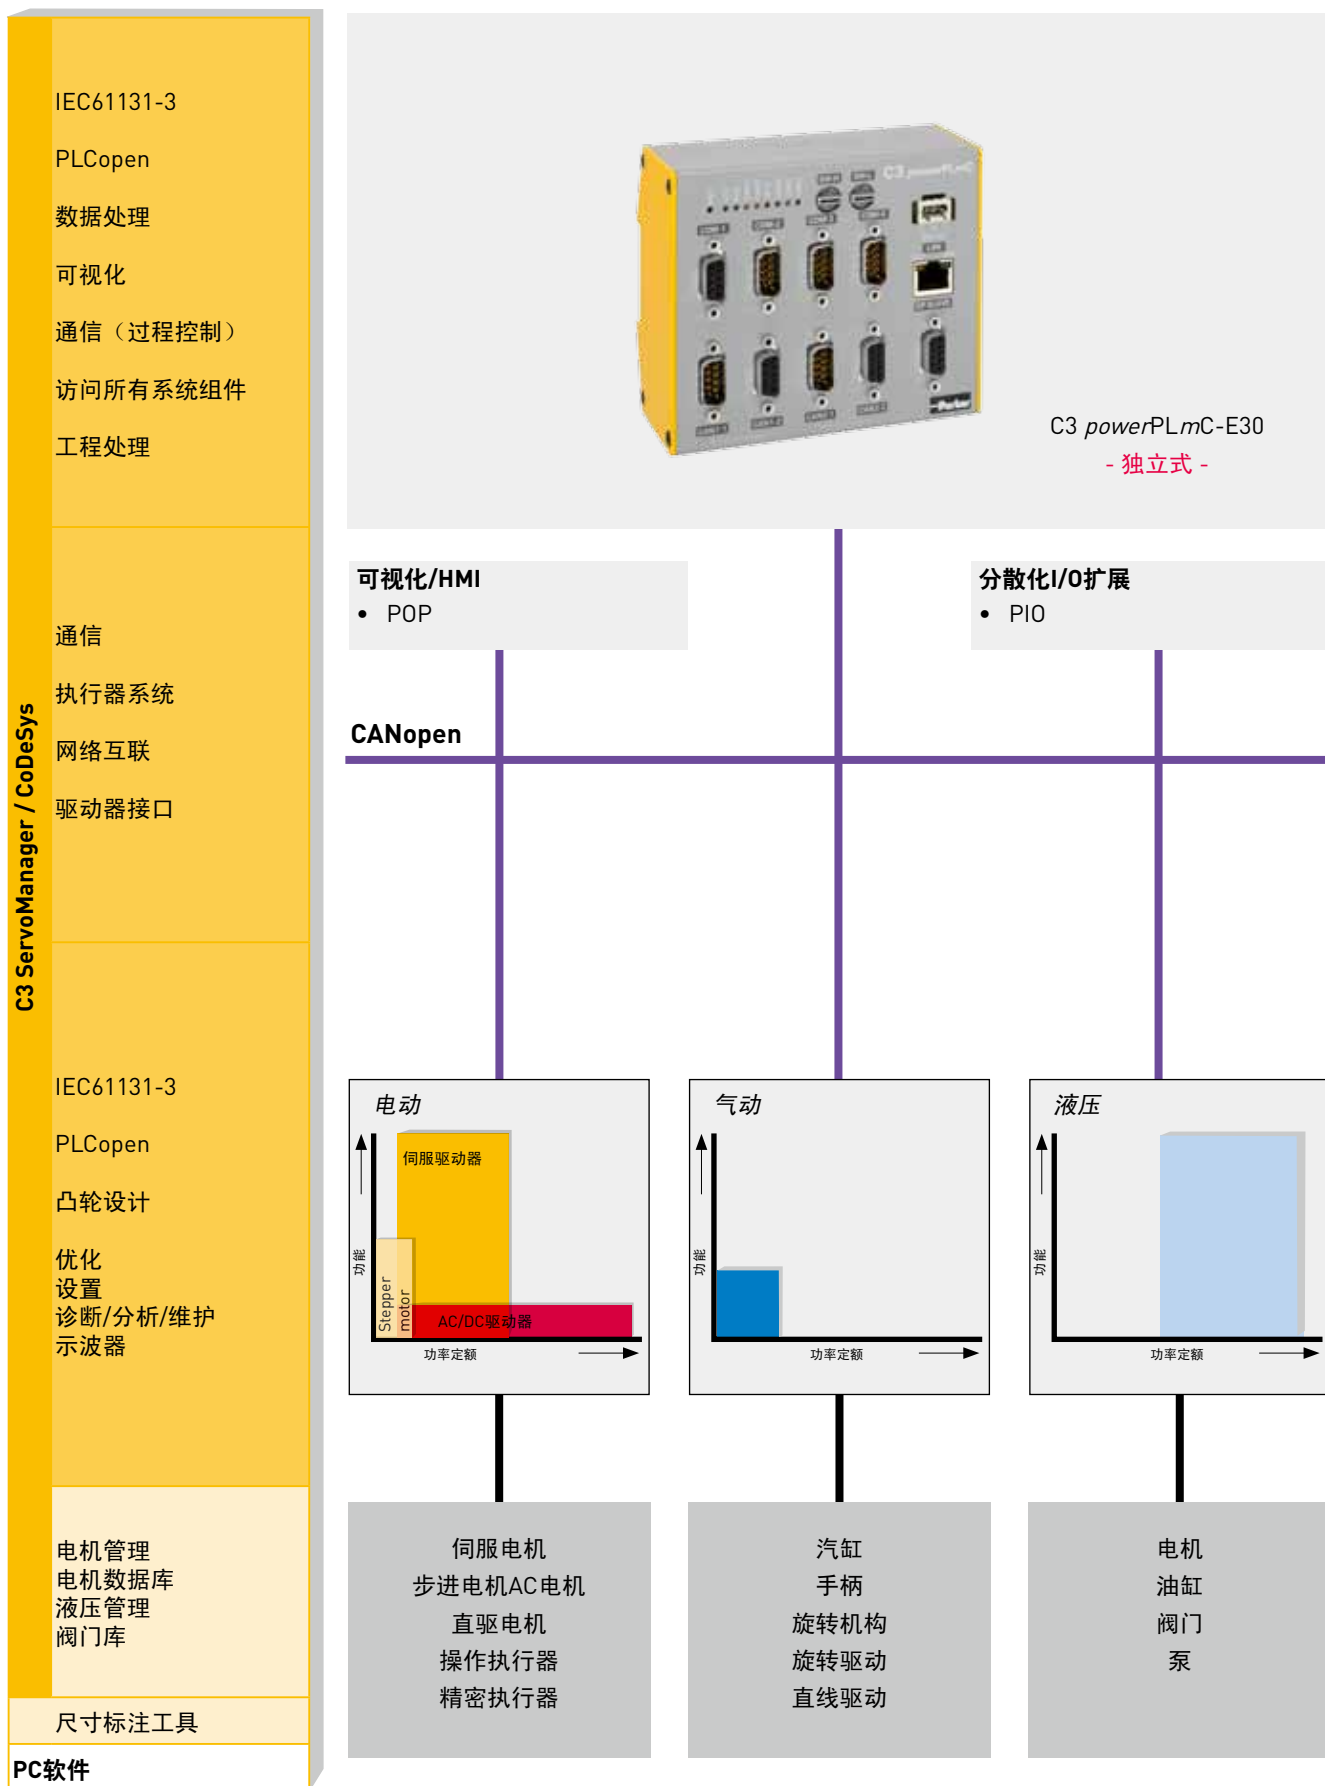 C3 ServoManager / CoDeSys
IEC61131-3
PLCopen
数据处理
可视化
通信（过程控制）
访问所有系统组件
工程处理
通信
执行器系统
网络互联
驱动器接口
IEC61131-3
PLCopen
凸轮设计
优化
设置
诊断/分析/维护
示波器
电机管理
电机数据库
液压管理
阀门库
尺寸标注工具
PC软件
C3 powerPLmC
Parker
C3 powerPLmC-E30
- 独立式 -
可视化/HMI
• POP
分散化I/O扩展
• PIO
CANopen
电动
功能
伺服驱动器
Stepper
motor
AC/DC驱动器
功率定额
气动
功能
功率定额
液压
功能
功率定额
伺服电机
步进电机AC电机
直驱电机
操作执行器
精密执行器
汽缸
手柄
旋转机构
旋转驱动
直线驱动
电机
油缸
阀门
泵